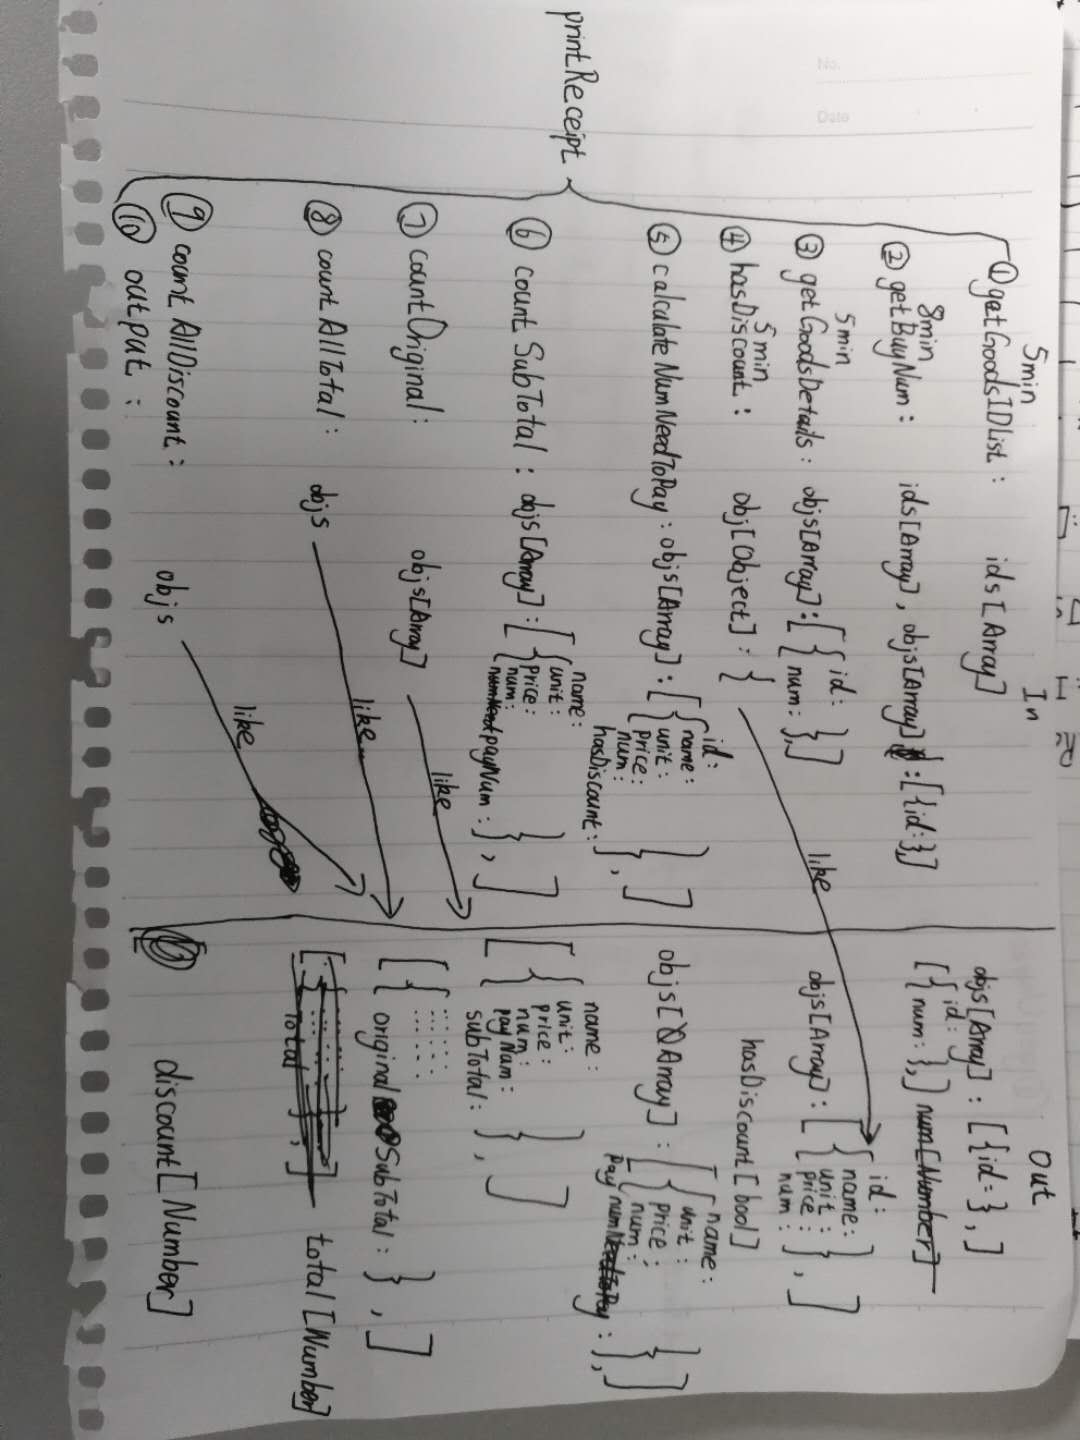 No.
Date
In
Out
printReceipt
5min
① getGoodsIDList : ids [Array]
objs[Array] : [{id: }, ]
8min
② getBuyNum : ids[Array] , objs[Array] : [{id: },]
[{id:
num: },] num[Number]
5min
③ getGoodsDetails : objs[Array] : [{id:
num: },]
objs[Array] : [{id:
name:
unit:
price:
num: }, ]
5min
④ hasDiscount : obj[Object] : {
like
hasDiscount [bool]
⑤ calculateNumNeedToPay : objs[Array] : [{id:
name:
unit:
price:
num:
hasDiscount : }, ]
objs[Array] : [{name:
unit:
price:
num:
pay numNeedToPay : }, ]
⑥ countSubTotal : objs[Array] : [{name:
unit:
price:
num:
numNeed payNum : }, ]
[{name:
unit:
price:
num:
payNum:
subTotal: }, ]
⑦ countOriginal : objs[Array]
like
[{......
......
original SubTotal : }, ]
⑧ countAllTotal : objs
like
[{......
...
Total }, ] total [Number]
⑨ countAllDiscount : objs
like
discount [Number]
⑩ output :